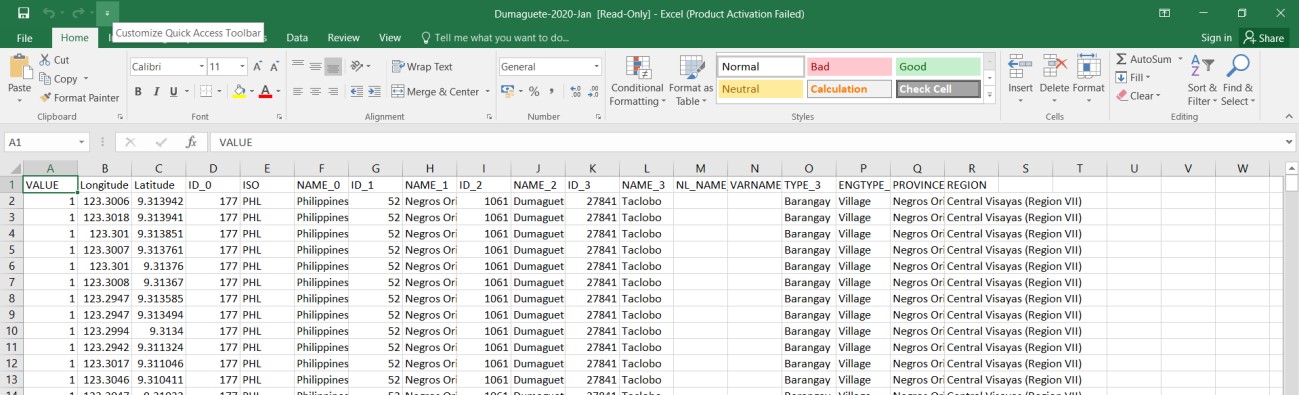 Dumaguete-2020-Jan [Read-Only] - Excel (Product Activation Failed)
File Home Customize Quick Access Toolbar Data Review View Tell me what you want to do... Sign in Share
Cut Calibri 11 A A Wrap Text General Normal Bad Good AutoSum
Copy Fill
Paste Format Painter B I U A Merge & Center % , Conditional Formatting Format as Table Neutral Calculation Check Cell Insert Delete Format Clear Sort & Filter Find & Select
Clipboard Font Alignment Number Styles Cells Editing
A1 fx VALUE
A B C D E F G H I J K L M N O P Q R S T U V W
1 VALUE Longitude Latitude ID_0 ISO NAME_0 ID_1 NAME_1 ID_2 NAME_2 ID_3 NAME_3 NL_NAME VARNAME TYPE_3 ENGTYPE_ PROVINCE REGION
2 1 123.3006 9.313942 177 PHL Philippines 52 Negros Ori 1061 Dumaguet 27841 Taclobo Barangay Village Negros Ori Central Visayas (Region VII)
3 1 123.3018 9.313941 177 PHL Philippines 52 Negros Ori 1061 Dumaguet 27841 Taclobo Barangay Village Negros Ori Central Visayas (Region VII)
4 1 123.301 9.313851 177 PHL Philippines 52 Negros Ori 1061 Dumaguet 27841 Taclobo Barangay Village Negros Ori Central Visayas (Region VII)
5 1 123.3007 9.313761 177 PHL Philippines 52 Negros Ori 1061 Dumaguet 27841 Taclobo Barangay Village Negros Ori Central Visayas (Region VII)
6 1 123.301 9.31376 177 PHL Philippines 52 Negros Ori 1061 Dumaguet 27841 Taclobo Barangay Village Negros Ori Central Visayas (Region VII)
7 1 123.3008 9.31367 177 PHL Philippines 52 Negros Ori 1061 Dumaguet 27841 Taclobo Barangay Village Negros Ori Central Visayas (Region VII)
8 1 123.2947 9.313585 177 PHL Philippines 52 Negros Ori 1061 Dumaguet 27841 Taclobo Barangay Village Negros Ori Central Visayas (Region VII)
9 1 123.2947 9.313494 177 PHL Philippines 52 Negros Ori 1061 Dumaguet 27841 Taclobo Barangay Village Negros Ori Central Visayas (Region VII)
10 1 123.2994 9.3134 177 PHL Philippines 52 Negros Ori 1061 Dumaguet 27841 Taclobo Barangay Village Negros Ori Central Visayas (Region VII)
11 1 123.2942 9.311324 177 PHL Philippines 52 Negros Ori 1061 Dumaguet 27841 Taclobo Barangay Village Negros Ori Central Visayas (Region VII)
12 1 123.3017 9.311046 177 PHL Philippines 52 Negros Ori 1061 Dumaguet 27841 Taclobo Barangay Village Negros Ori Central Visayas (Region VII)
13 1 123.3046 9.310411 177 PHL Philippines 52 Negros Ori 1061 Dumaguet 27841 Taclobo Barangay Village Negros Ori Central Visayas (Region VII)